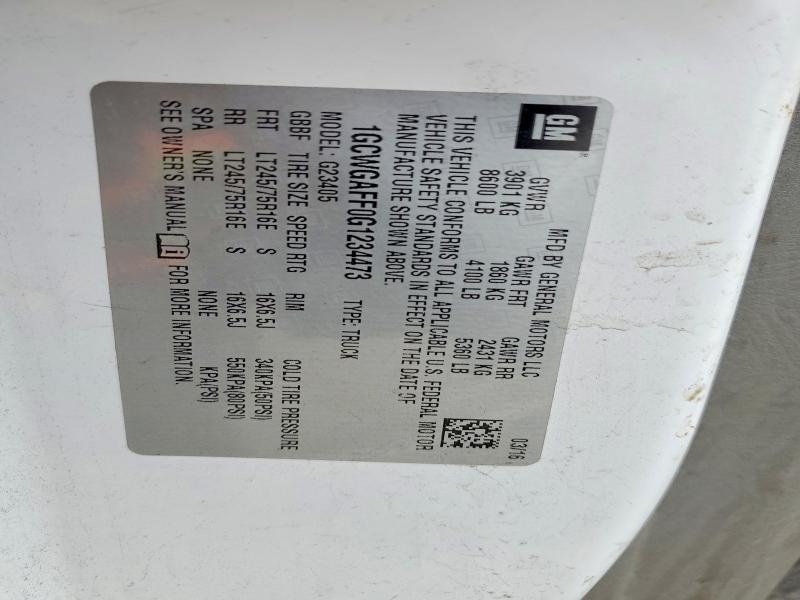 GM ®
MFD BY GENERAL MOTORS LLC
03/16
GVWR GAWR FRT GAWR RR
3901 KG 1860 KG 2431 KG
8600 LB 4100 LB 5360 LB
THIS VEHICLE CONFORMS TO ALL APPLICABLE U.S. FEDERAL MOTOR
VEHICLE SAFETY STANDARDS IN EFFECT ON THE DATE OF
MANUFACTURE SHOWN ABOVE.
1GCWGAFF0G1234473 TYPE: TRUCK
MODEL: G23405
GBBF TIRE SIZE SPEED RTG RIM COLD TIRE PRESSURE
FRT LT245/75R16E S 16X6.5J 340KPA(50PSI)
RR LT245/75R16E S 16X6.5J 550KPA(80PSI)
SPA NONE NONE KPA(PSI)
SEE OWNER'S MANUAL FOR MORE INFORMATION.